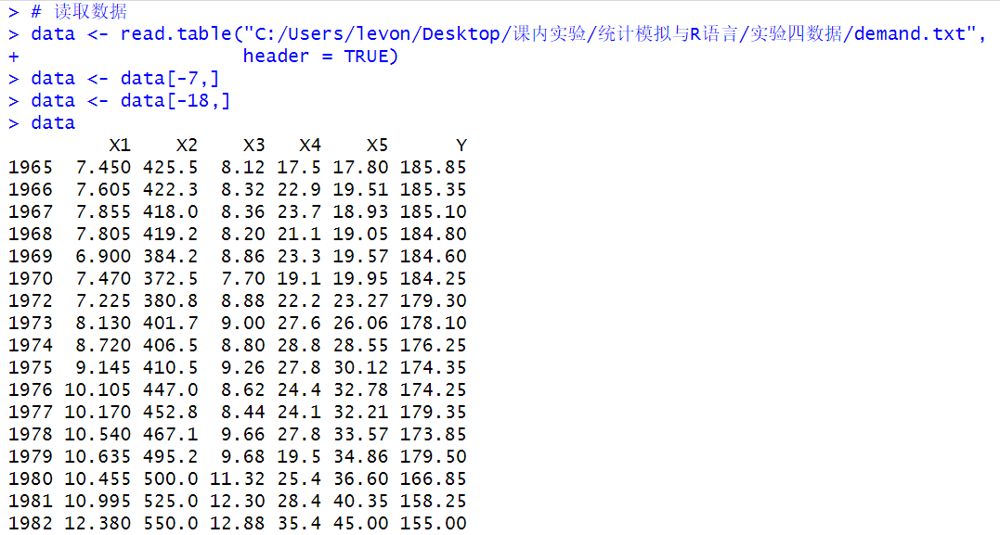 > # 读取数据
> data <- read.table("C:/Users/levon/Desktop/课内实验/统计模拟与R语言/实验四数据/demand.txt",
+                   header = TRUE)
> data <- data[-7,]
> data <- data[-18,]
> data
         X1    X2    X3   X4    X5      Y
1965  7.450 425.5  8.12 17.5 17.80 185.85
1966  7.605 422.3  8.32 22.9 19.51 185.35
1967  7.855 418.0  8.36 23.7 18.93 185.10
1968  7.805 419.2  8.20 21.1 19.05 184.80
1969  6.900 384.2  8.86 23.3 19.57 184.60
1970  7.470 372.5  7.70 19.1 19.95 184.25
1972  7.225 380.8  8.88 22.2 23.27 179.30
1973  8.130 401.7  9.00 27.6 26.06 178.10
1974  8.720 406.5  8.80 28.8 28.55 176.25
1975  9.145 410.5  9.26 27.8 30.12 174.35
1976 10.105 447.0  8.62 24.4 32.78 174.25
1977 10.170 452.8  8.44 24.1 32.21 179.35
1978 10.540 467.1  9.66 27.8 33.57 173.85
1979 10.635 495.2  9.68 19.5 34.86 179.50
1980 10.455 500.0 11.32 25.4 36.60 166.85
1981 10.995 525.0 12.30 28.4 40.35 158.25
1982 12.380 550.0 12.88 35.4 45.00 155.00